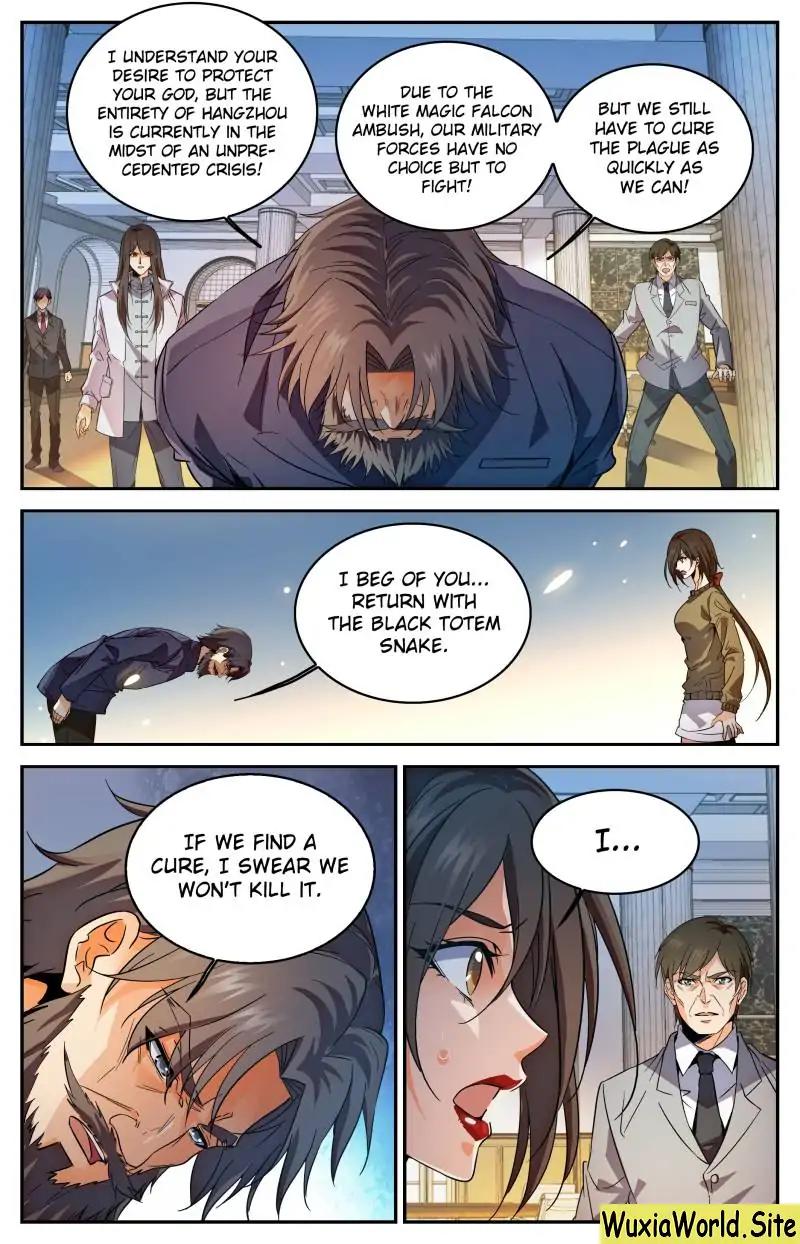 I UNDERSTAND YOUR
DESIRE TO PROTECT
YOUR GOD, BUT THE
ENTIRETY OF HANGZHOU
IS CURRENTLY IN THE
MIDST OF AN UNPRE-
CEDENTED CRISIS!
DUE TO THE
WHITE MAGIC FALCON
AMBUSH, OUR MILITARY
FORCES HAVE NO
CHOICE BUT TO
FIGHT!
BUT WE STILL
HAVE TO CURE
THE PLAGUE AS
QUICKLY AS
WE CAN!
I BEG OF YOU...
RETURN WITH
THE BLACK TOTEM
SNAKE.
IF WE FIND A
CURE, I SWEAR WE
WON'T KILL IT.
I...
WuxiaWorld.Site